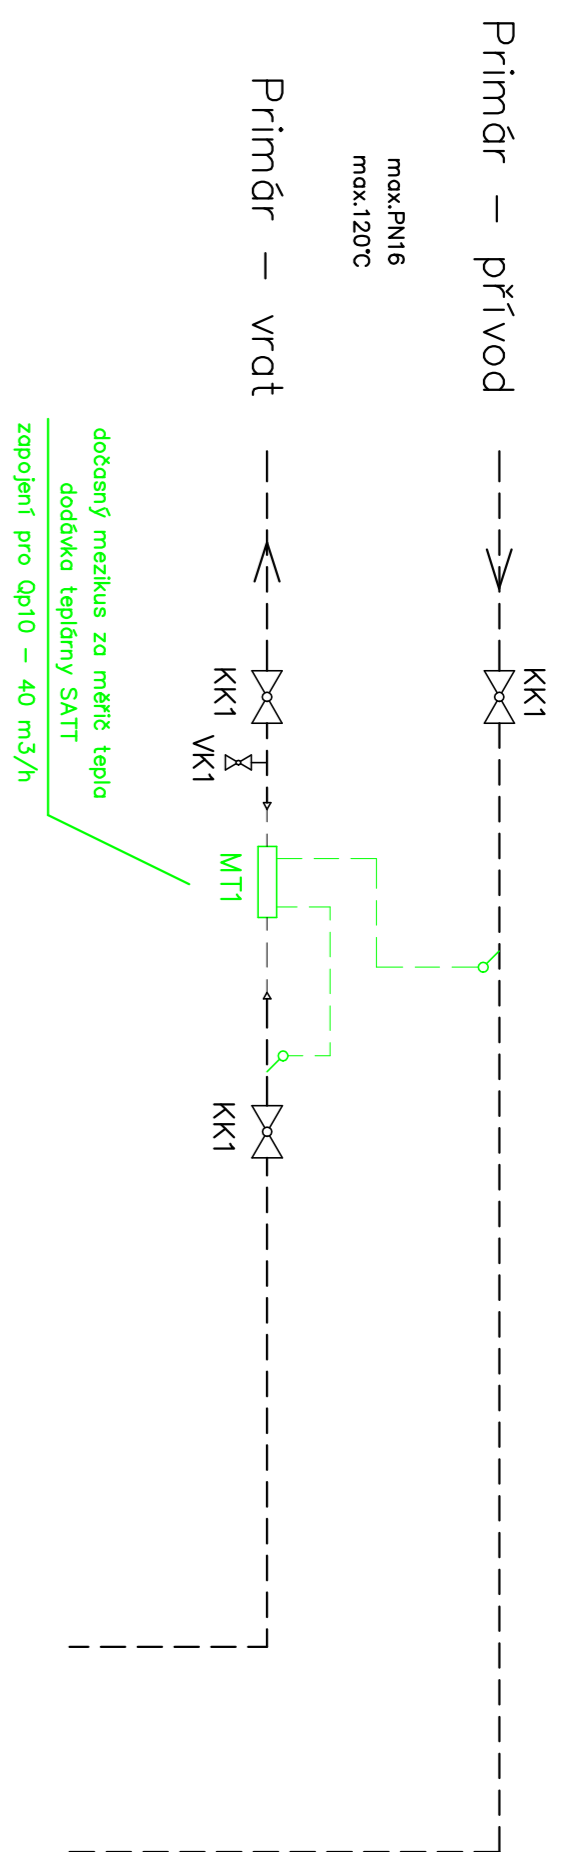 Primár – přívod
KK1
max.PN16
max.120°C
Primár – vrat
KK1
VK1
MT1
KK1
dočasný mezikus za měřič tepla
dodávka teplárny SATT
zapojení pro Qp10 – 40 m3/h